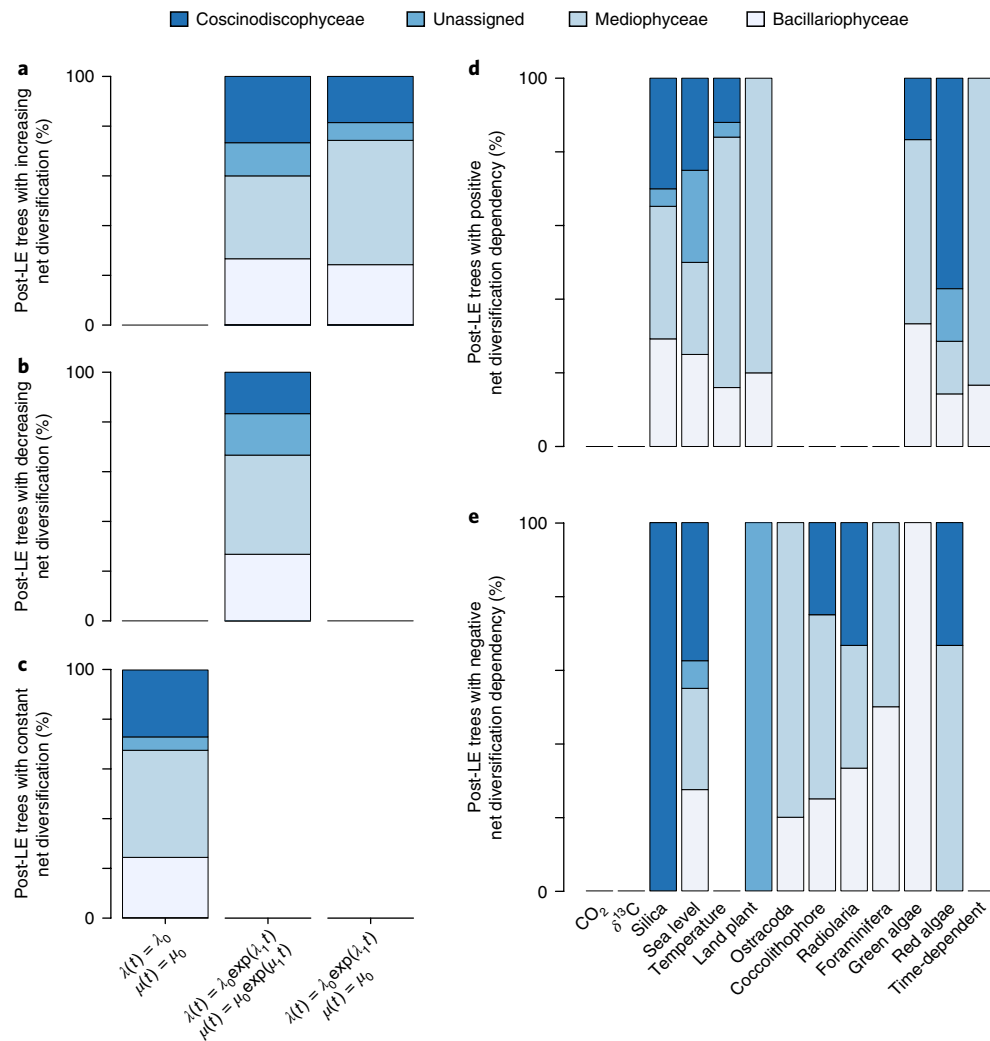 Coscinodiscophyceae Unassigned Mediophyceae Bacillariophyceae
a
100
0
Post-LE trees with increasing
net diversification (%)
b
100
0
Post-LE trees with decreasing
net diversification (%)
c
100
0
Post-LE trees with constant
net diversification (%)
λ(t) = λ₀
μ(t) = μ₀
λ(t) = λ₀exp(λ₁t)
μ(t) = μ₀exp(μ₁t)
λ(t) = λ₀exp(λ₁t)
μ(t) = μ₀
d
100
0
Post-LE trees with positive
net diversification dependency (%)
e
100
0
Post-LE trees with negative
net diversification dependency (%)
CO₂
δ¹³C
Silica
Sea level
Temperature
Land plant
Ostracoda
Coccolithophore
Radiolaria
Foraminifera
Green algae
Red algae
Time-dependent